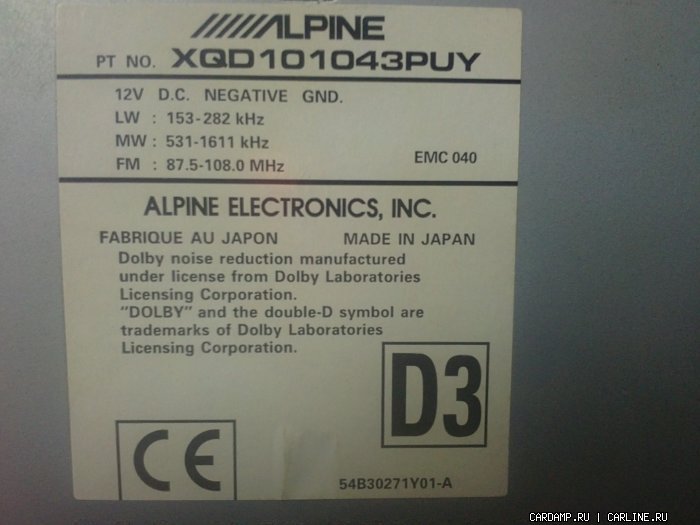 ALPINE
PT NO. XQD101043PUY
12V D.C. NEGATIVE GND.
LW : 153-282 kHz
MW : 531-1611 kHz
FM : 87.5-108.0 MHz
EMC 040
ALPINE ELECTRONICS, INC.
FABRIQUE AU JAPON MADE IN JAPAN
Dolby noise reduction manufactured
under license from Dolby Laboratories
Licensing Corporation.
"DOLBY" and the double-D symbol are
trademarks of Dolby Laboratories
Licensing Corporation.
D3
CE
54B30271Y01-A
CARDAMP.RU | CARLINE.RU